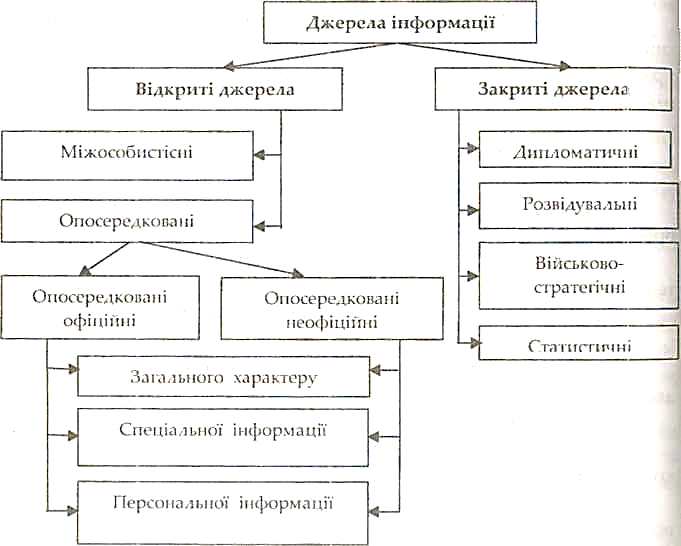 Джерела інформації
Відкриті джерела
Закриті джерела
Міжособистісні
Опосередковані
Опосередковані
офіційні
Опосередковані
неофіційні
Загального характеру
Спеціальної інформації
Персональної інформації
Дипломатичні
Розвідувальні
Військово-
стратегічні
Статистичні